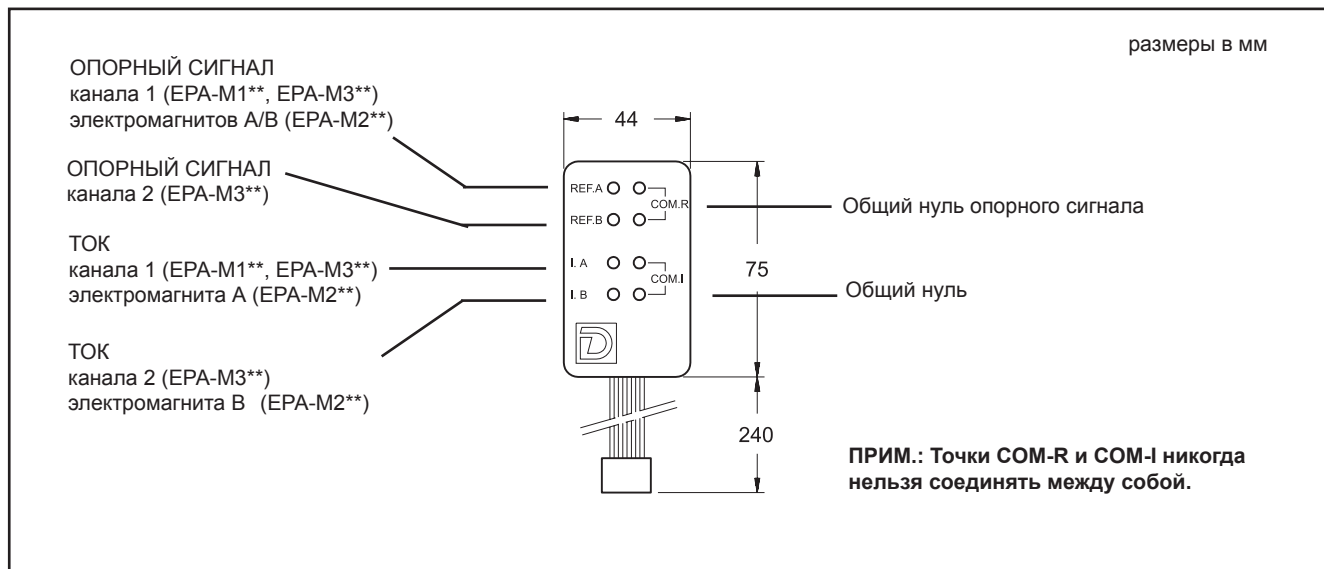 размеры в мм
ОПОРНЫЙ СИГНАЛ
канала 1 (EPA-M1**, EPA-M3**)
электромагнитов A/B (EPA-M2**)
ОПОРНЫЙ СИГНАЛ
канала 2 (EPA-M3**)
ТОК
канала 1 (EPA-M1**, EPA-M3**)
электромагнита A (EPA-M2**)
ТОК
канала 2 (EPA-M3**)
электромагнита B (EPA-M2**)
44
REF.A
COM.R
REF.B
I. A
COM.I
I. B
75
240
Общий нуль опорного сигнала
Общий нуль
ПРИМ.: Точки COM-R и COM-I никогда
нельзя соединять между собой.